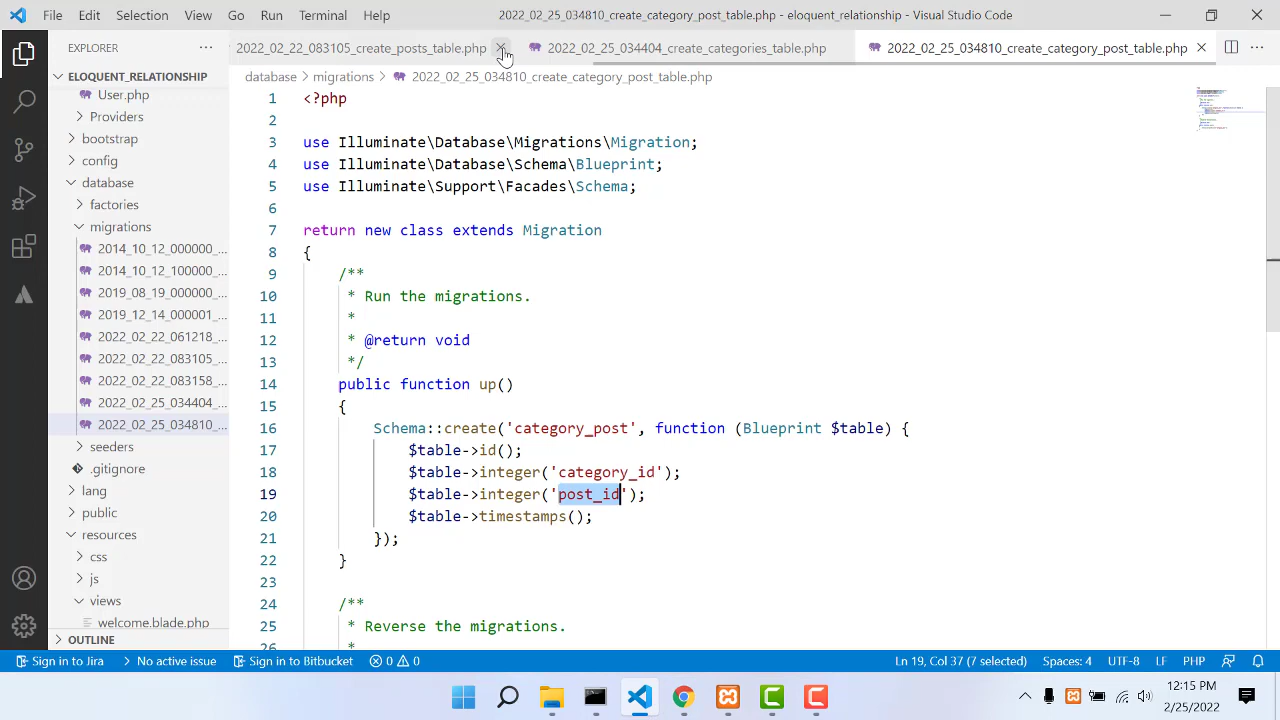 File Edit Selection View Go Run Terminal Help
2022_02_25_034810_create_category_post_table.php - eloquent_relationship - Visual Studio Code
EXPLORER
2022_02_22_083105_create_posts_table.php
2022_02_25_034404_create_categories_table.php
2022_02_25_034810_create_category_post_table.php
ELOQUENT_RELATIONSHIP
database > migrations > 2022_02_25_034810_create_category_post_table.php
User.php
Providers
bootstrap
config
database
factories
migrations
2014_10_12_000000_...
2014_10_12_100000_...
2019_08_19_000000_...
2019_12_14_000001_...
2022_02_22_061218_...
2022_02_22_083105_...
2022_02_22_083158_...
2022_02_25_034404_...
2022_02_25_034810_...
seeders
.gitignore
lang
public
resources
css
js
views
welcome.blade.php
OUTLINE
1 <?php
2
3 use Illuminate\Database\Migrations\Migration;
4 use Illuminate\Database\Schema\Blueprint;
5 use Illuminate\Support\Facades\Schema;
6
7 return new class extends Migration
8 {
9 /**
10 * Run the migrations.
11 *
12 * @return void
13 */
14 public function up()
15 {
16 Schema::create('category_post', function (Blueprint $table) {
17 $table->id();
18 $table->integer('category_id');
19 $table->integer('post_id');
20 $table->timestamps();
21 });
22 }
23
24 /**
25 * Reverse the migrations.
26 *
Sign in to Jira No active issue Sign in to Bitbucket 0 0 Ln 19, Col 37 (7 selected) Spaces: 4 UTF-8 LF PHP
12:15 PM
2/25/2022